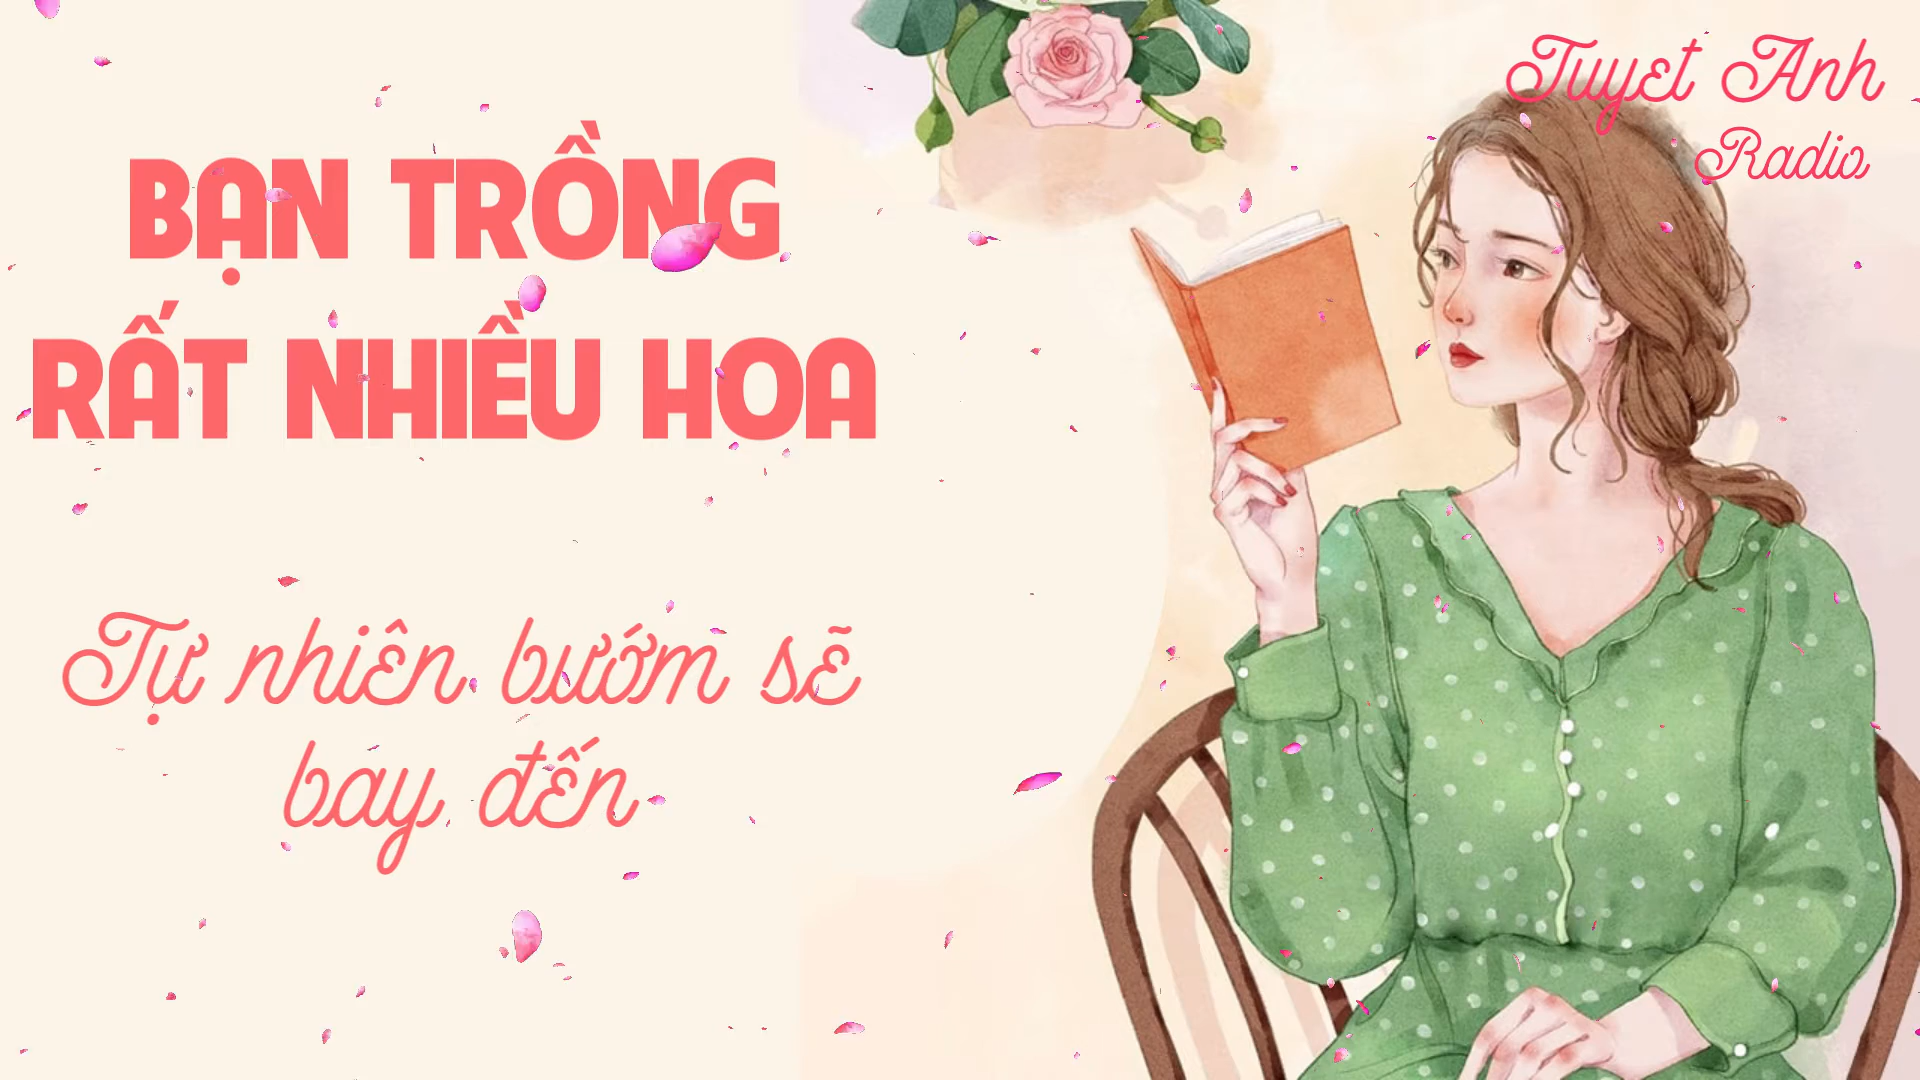 Tuyet Anh
Radio
BẠN TRỒNG
RẤT NHIỀU HOA
Tự nhiên bướm sẽ
bay đến